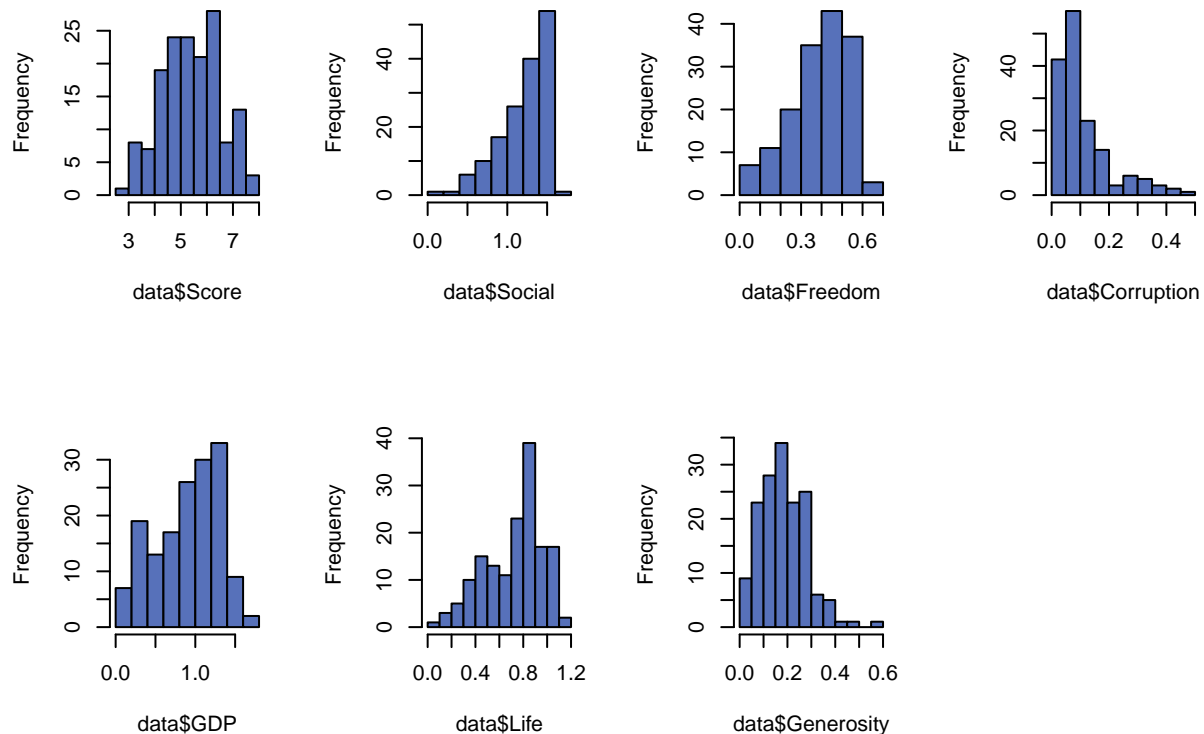 Frequency
0 5 15 25
3 5 7
data$Score
Frequency
0 20 40
0.0 1.0
data$Social
Frequency
0 10 20 30 40
0.0 0.3 0.6
data$Freedom
Frequency
0 20 40
0.0 0.2 0.4
data$Corruption
Frequency
0 10 20 30
0.0 1.0
data$GDP
Frequency
0 10 20 30 40
0.0 0.4 0.8 1.2
data$Life
Frequency
0 10 20 30
0.0 0.2 0.4 0.6
data$Generosity